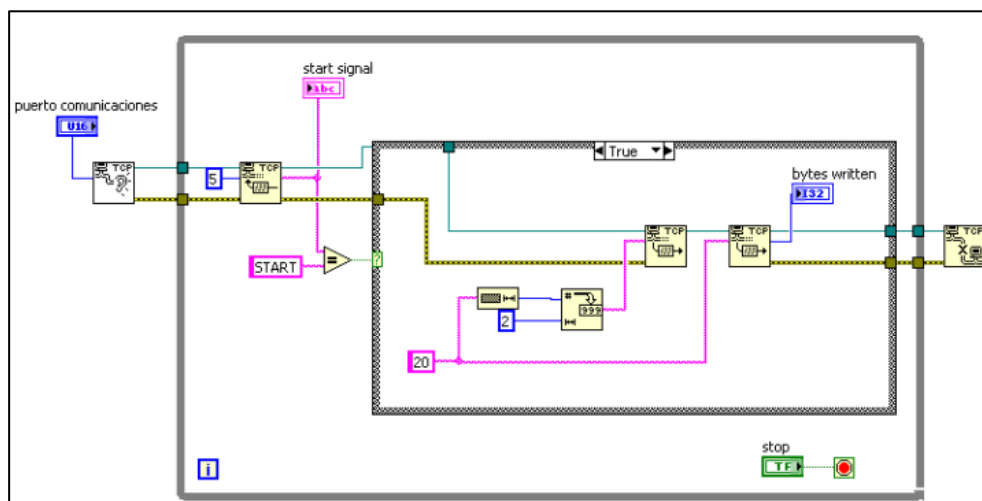 start signal
abc
puerto comunicaciones
U16
TCP
5
TCP
True
bytes written
I32
TCP
TCP
TCP
START
=
?
#
999
2
20
stop
TF
i